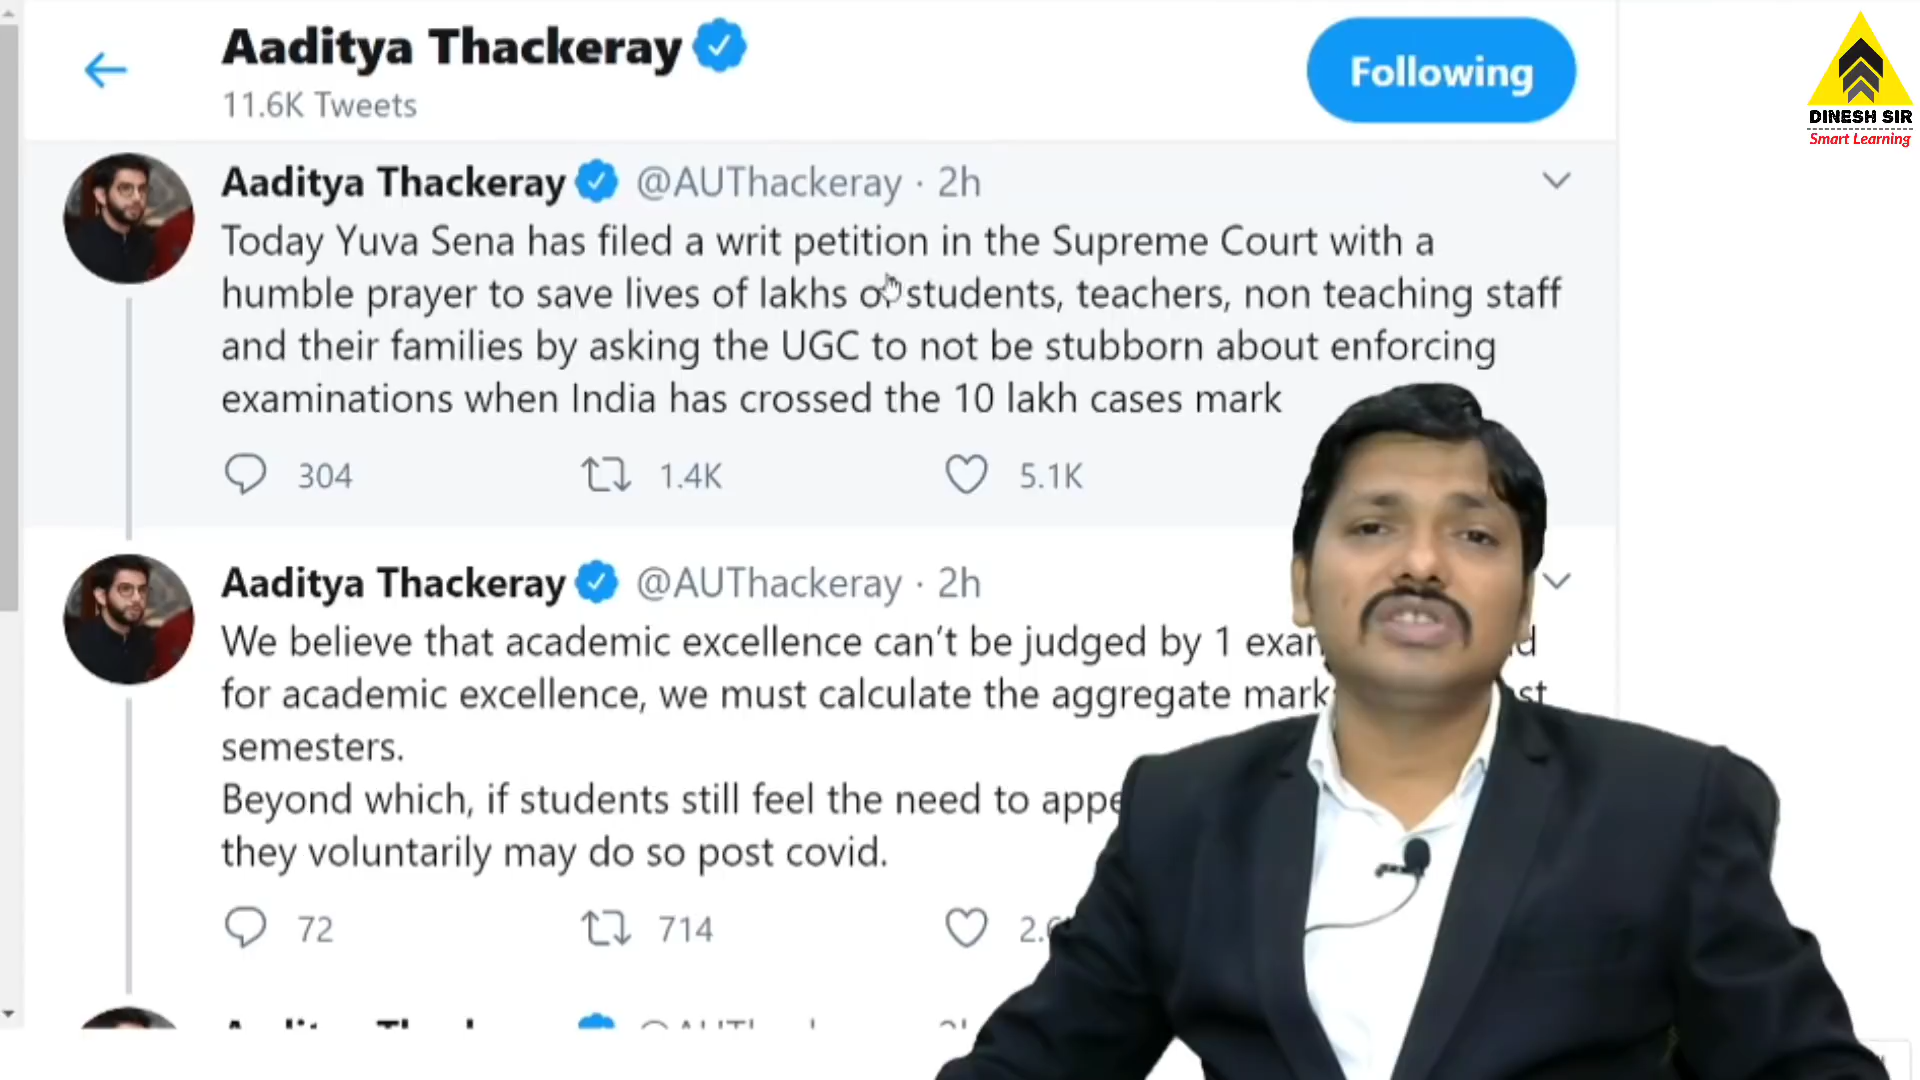 Aaditya Thackeray
11.6K Tweets
Following
DINESH SIR
Smart Learning
Aaditya Thackeray @AUThackeray · 2h
Today Yuva Sena has filed a writ petition in the Supreme Court with a
humble prayer to save lives of lakhs of students, teachers, non teaching staff
and their families by asking the UGC to not be stubborn about enforcing
examinations when India has crossed the 10 lakh cases mark
304 1.4K 5.1K
Aaditya Thackeray @AUThackeray · 2h
We believe that academic excellence can't be judged by 1
for academic excellence, we must calculate the aggregate
semesters.
Beyond which, if students still feel the need to
they voluntarily may do so post covid.
72 714